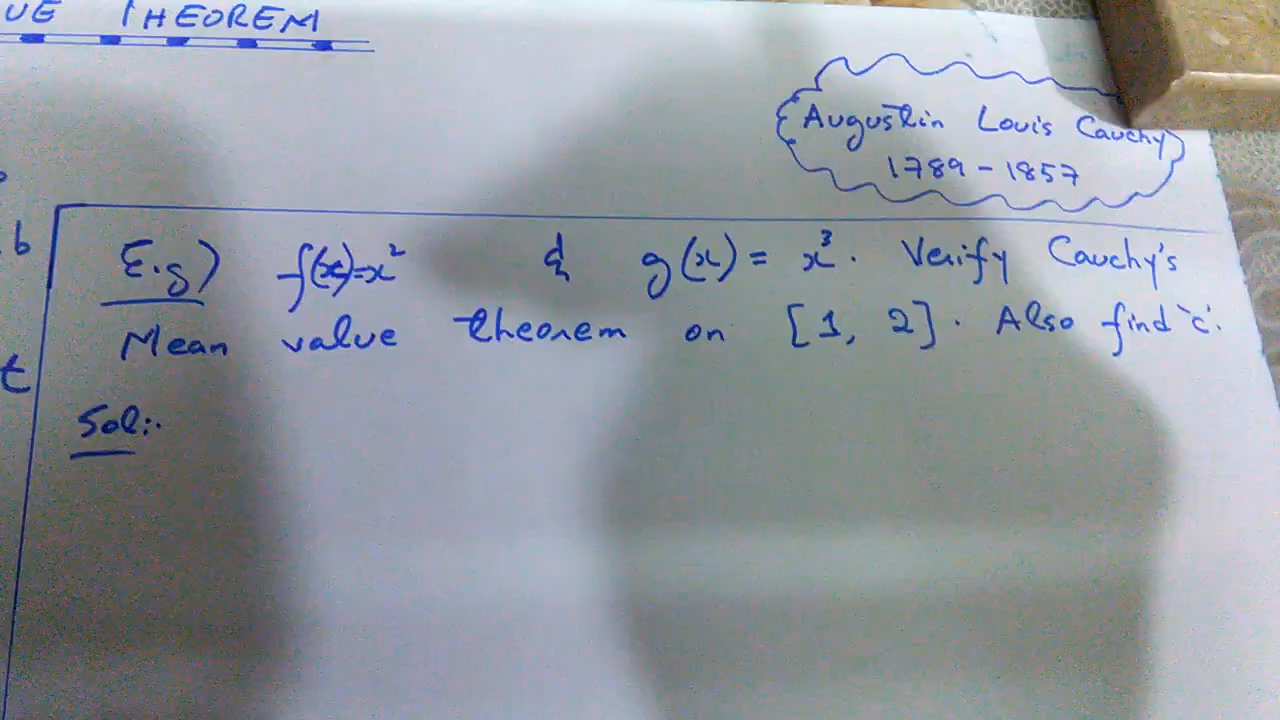 UE THEOREM
Augustin Louis Cauchy
1789 - 1857
b
t
E.g) f(x)=x² & g(x) = x³. Verify Cauchy's
Mean value theorem on [1, 2]. Also find 'c'.
Sol:.